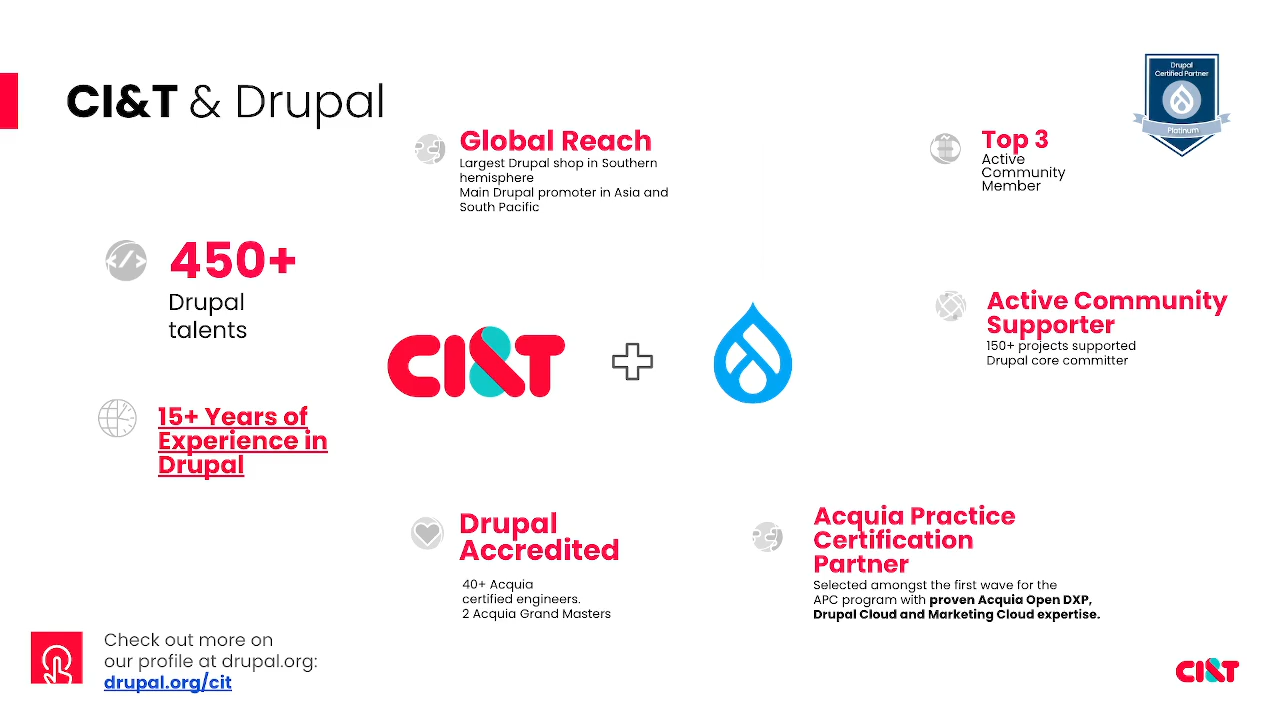 CI&T & Drupal
Drupal
Certified Partner
Platinum
Global Reach
Largest Drupal shop in Southern
hemisphere
Main Drupal promoter in Asia and
South Pacific
Top 3
Active
Community
Member
450+
Drupal
talents
Active Community
Supporter
150+ projects supported
Drupal core committer
CI&T
15+ Years of
Experience in
Drupal
Drupal
Accredited
40+ Acquia
certified engineers.
2 Acquia Grand Masters
Acquia Practice
Certification
Partner
Selected amongst the first wave for the
APC program with proven Acquia Open DXP,
Drupal Cloud and Marketing Cloud expertise.
Check out more on
our profile at drupal.org:
drupal.org/cit
CI&T